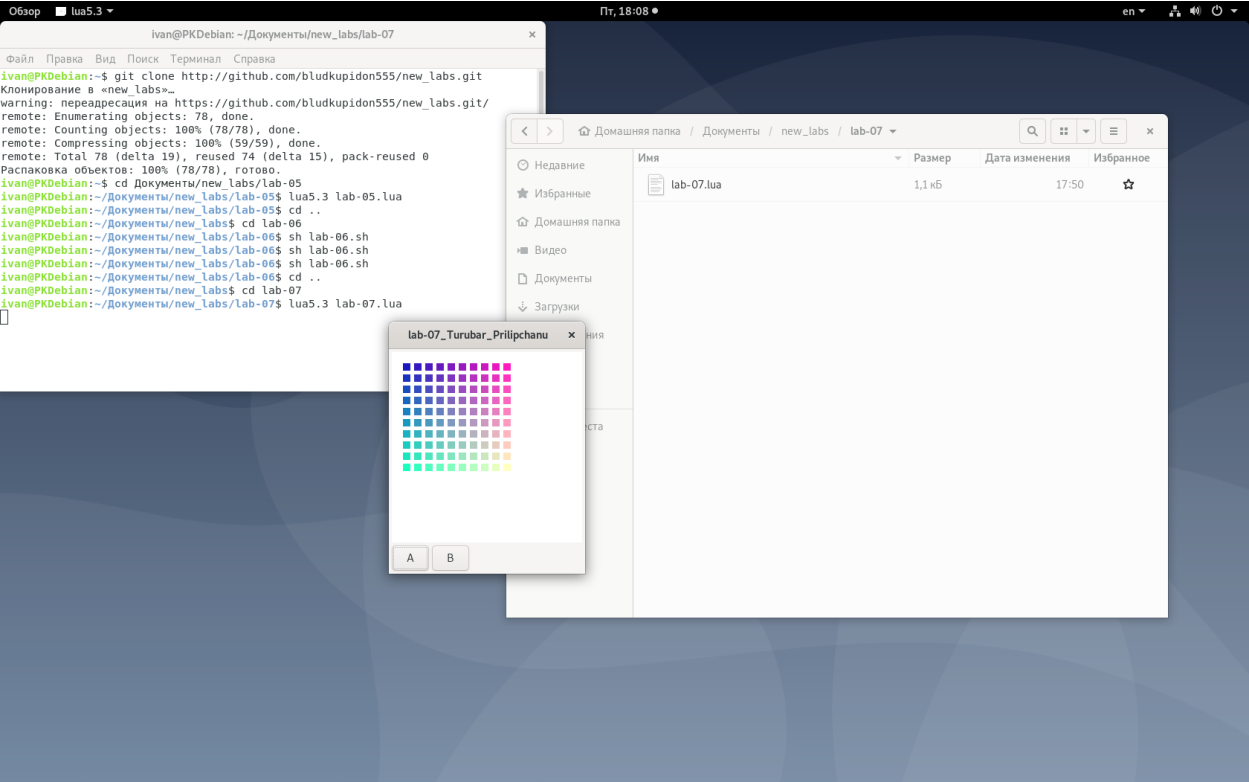 Обзор lua5.3 Пт, 18:08 en
ivan@PKDebian: ~/Документы/new_labs/lab-07
Файл Правка Вид Поиск Терминал Справка
ivan@PKDebian:~$ git clone http://github.com/bludkupidon555/new_labs.git
Клонирование в «new_labs»…
warning: переадресация на https://github.com/bludkupidon555/new_labs.git/
remote: Enumerating objects: 78, done.
remote: Counting objects: 100% (78/78), done.
remote: Compressing objects: 100% (59/59), done.
remote: Total 78 (delta 19), reused 74 (delta 15), pack-reused 0
Распаковка объектов: 100% (78/78), готово.
ivan@PKDebian:~$ cd Документы/new_labs/lab-05
ivan@PKDebian:~/Документы/new_labs/lab-05$ lua5.3 lab-05.lua
ivan@PKDebian:~/Документы/new_labs/lab-05$ cd ..
ivan@PKDebian:~/Документы/new_labs$ cd lab-06
ivan@PKDebian:~/Документы/new_labs/lab-06$ sh lab-06.sh
ivan@PKDebian:~/Документы/new_labs/lab-06$ sh lab-06.sh
ivan@PKDebian:~/Документы/new_labs/lab-06$ sh lab-06.sh
ivan@PKDebian:~/Документы/new_labs/lab-06$ cd ..
ivan@PKDebian:~/Документы/new_labs$ cd lab-07
ivan@PKDebian:~/Документы/new_labs/lab-07$ lua5.3 lab-07.lua
Домашняя папка / Документы / new_labs / lab-07
Имя Размер Дата изменения Избранное
lab-07.lua 1,1 кБ 17:50
Недавние
Избранные
Домашняя папка
Видео
Документы
Загрузки
ния
еста
lab-07_Turubar_Prilipchanu
A B